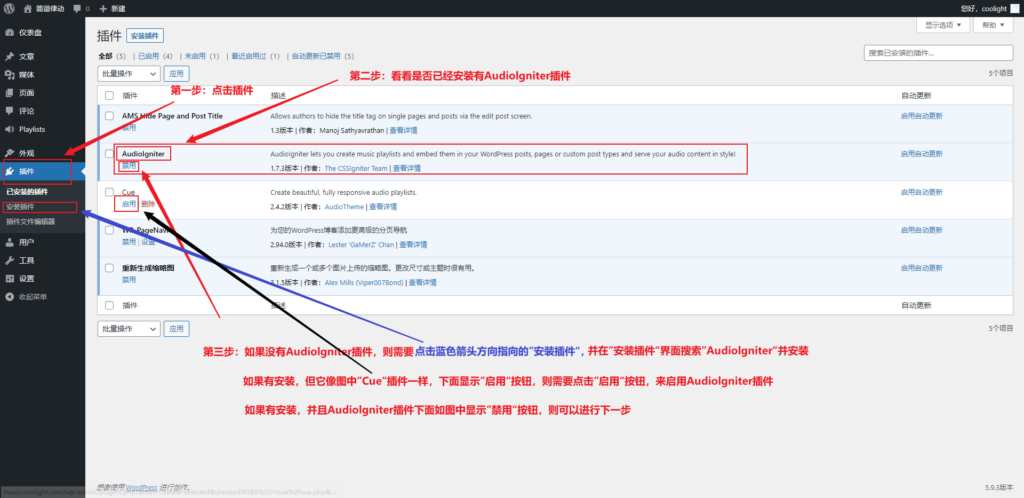 简谐律动 0 新建 您好，coolight
显示选项 帮助
仪表盘
文章
媒体
页面
评论
Playlists
外观
插件
已安装的插件
安装插件
插件文件编辑器
用户
工具
设置
收起菜单
插件 安装插件
全部 (5) | 已启用 (4) | 未启用 (1) | 最近启用过 (1) | 自动更新已禁用 (5)
搜索已安装的插件...
批量操作 应用
5个项目
第一步：点击插件
第二步：看看是否已经安装有AudioIgniter插件
插件 描述 自动更新
AMS Hide Page and Post Title Allows authors to hide the title tag on single pages and posts via the edit post screen. 启用自动更新
禁用 1.3版本 | 作者：Manoj Sathyavrathan | 查看详情
AudioIgniter AudioIgniter lets you create music playlists and embed them in your WordPress posts, pages or custom post types and serve your audio content in style! 启用自动更新
禁用 1.7.3版本 | 作者：The CSSIgniter Team | 查看详情
Cue Create beautiful, fully responsive audio playlists. 启用自动更新
启用 | 删除 2.4.2版本 | 作者：AudioTheme | 查看详情
WP-PageNavi 为您的WordPress博客添加更高级的分页导航 启用自动更新
禁用 | 设置 2.94.0版本 | 作者：Lester 'GaMerZ' Chan | 查看详情
重新生成缩略图 重新生成一个或多个图片上传的缩略图。更改尺寸或主题时很有用。 启用自动更新
禁用 3.1.5版本 | 作者：Alex Mills (Viper007Bond) | 查看详情
插件 描述 自动更新
批量操作 应用 5个项目
第三步：如果没有AudioIgniter插件，则需要点击蓝色箭头方向指向的"安装插件"，并在"安装插件"界面搜索"AudioIgniter"并安装
如果有安装，但它像图中"Cue"插件一样，下面显示"启用"按钮，则需要点击"启用"按钮，来启用AudioIgniter插件
如果有安装，并且AudioIgniter插件下面如图中显示"禁用"按钮，则可以进行下一步
感谢使用 WordPress 进行创作。
5.9.3版本